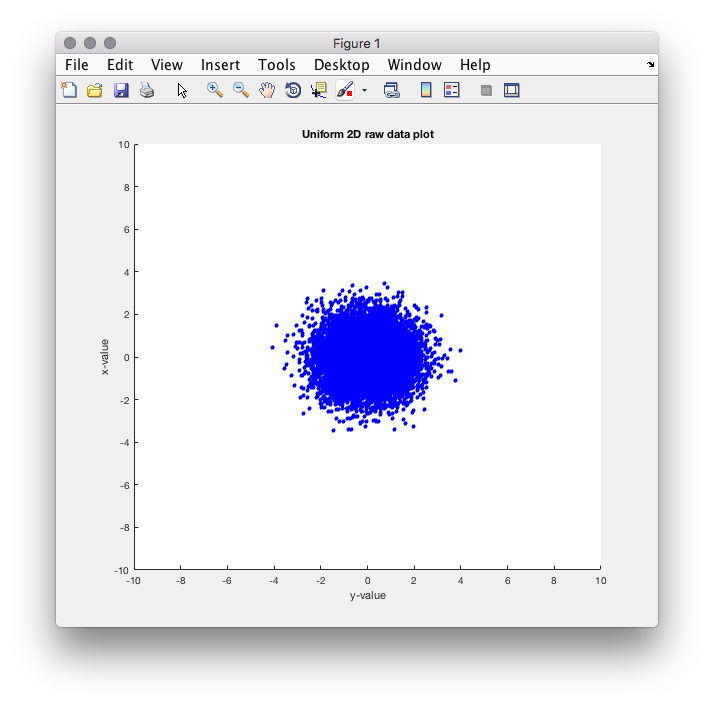 Figure 1
File Edit View Insert Tools Desktop Window Help
Uniform 2D raw data plot
10
8
6
4
2
0
-2
-4
-6
-8
-10
x-value
-10 -8 -6 -4 -2 0 2 4 6 8 10
y-value